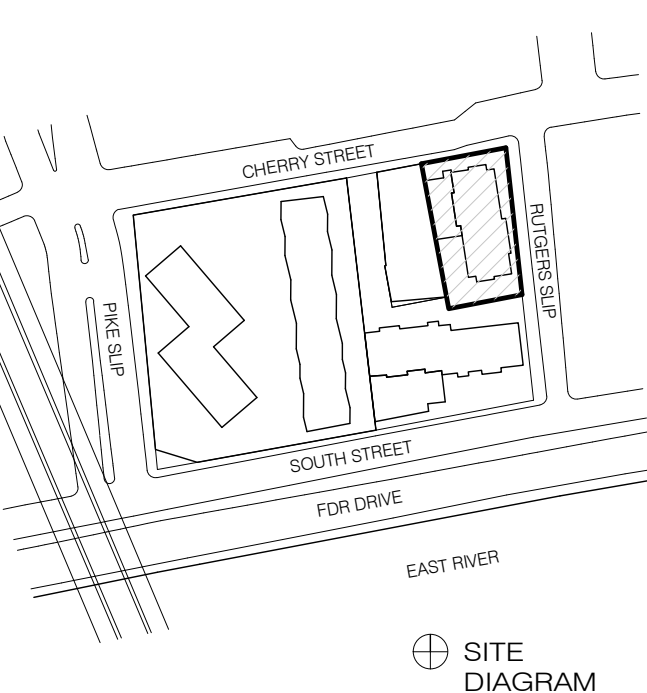 CHERRY STREET
RUTGERS SLIP
PIKE SLIP
SOUTH STREET
FDR DRIVE
EAST RIVER
SITE
DIAGRAM